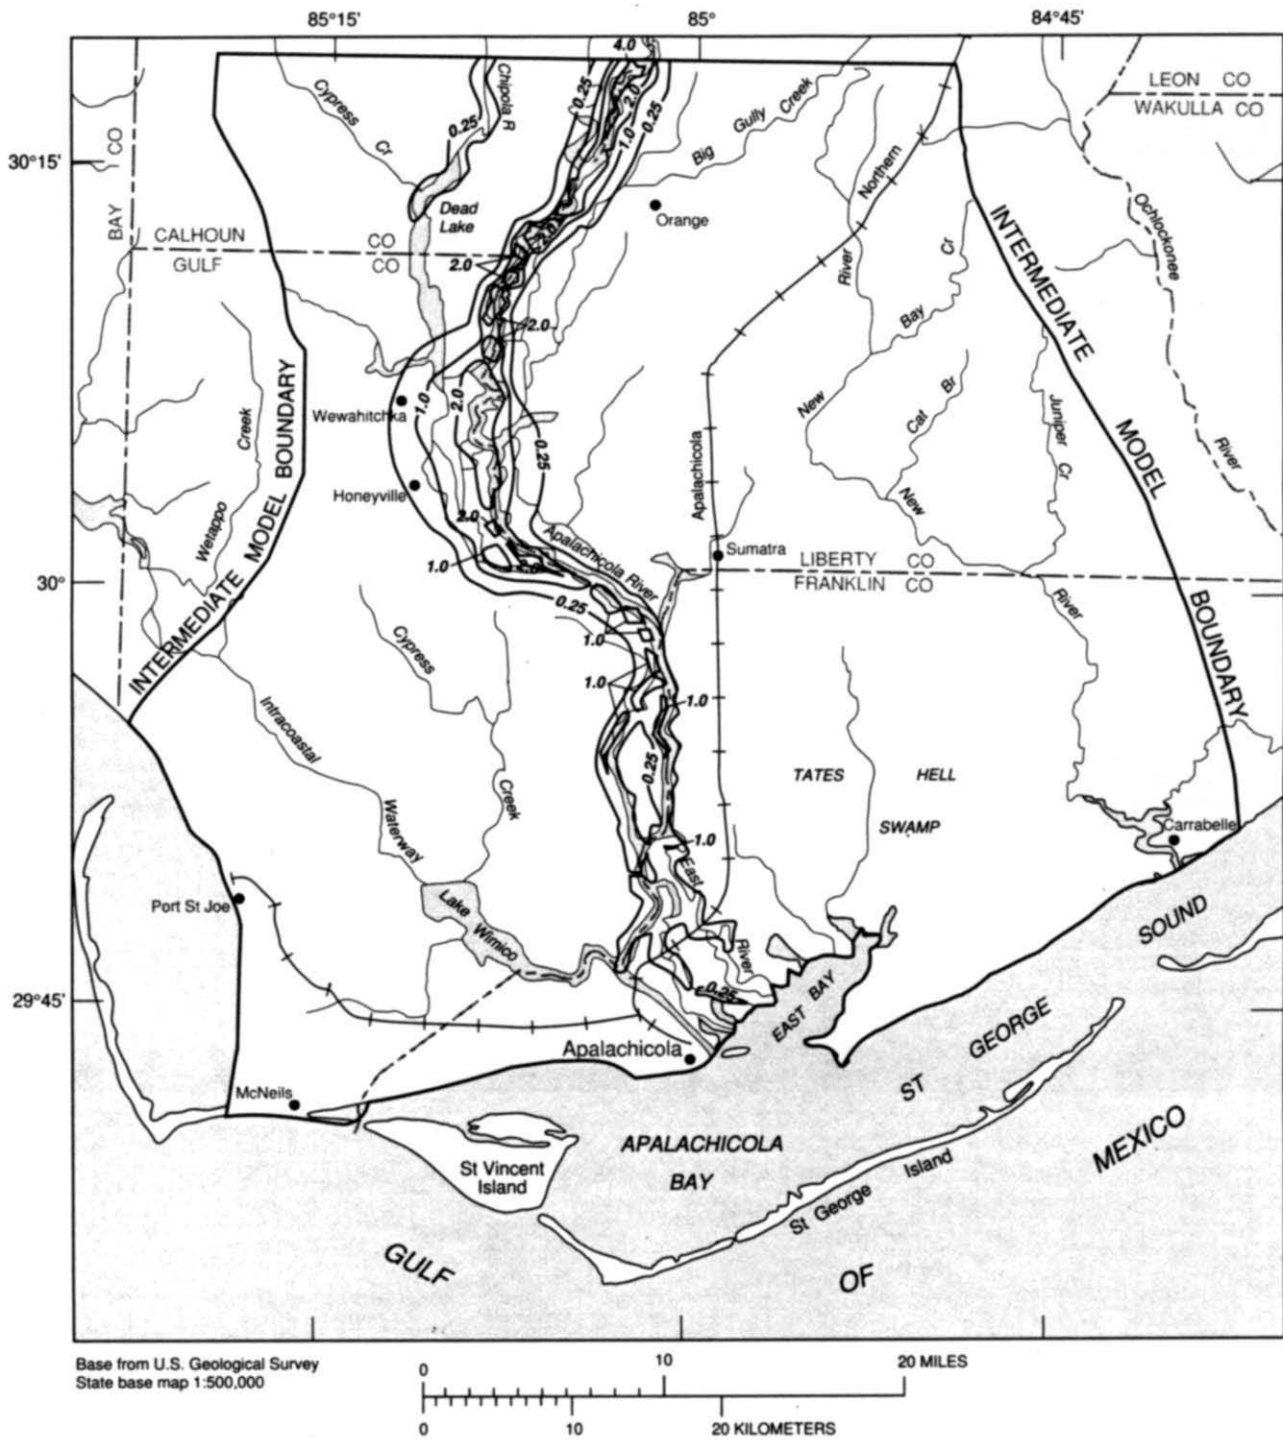 85°15'
85°
84°45'
4.0
LEON CO
WAKULLA CO
Cypress
Cr
Chipola R
0.25
0.25
2.0
1.0
0.25
Big Gully Creek
Northern
30°15'
BAY CO
Dead
Lake
Orange
Ochlockonee
River
CALHOUN CO
GULF CO
2.0
2.0
2.0
River
Bay Cr
New
Cat Br
Juniper Cr
INTERMEDIATE MODEL BOUNDARY
INTERMEDIATE MODEL BOUNDARY
Wewahitchka
1.0
2.0
0.25
Creek
Wetappo
Honeyville
2.0
1.0
2.0
Apalachicola River
Apalachicola
New
River
Sumatra
LIBERTY CO
FRANKLIN CO
30°
0.25
1.0
1.0
1.0
Cypress
Creek
Intracoastal
Waterway
0.25
TATES HELL
SWAMP
1.0
East
River
Carrabelle
Port St Joe
Lake Wimico
0.25
EAST BAY
29°45'
Apalachicola
McNeils
ST GEORGE SOUND
St Vincent
Island
APALACHICOLA
BAY
St George Island
GULF OF MEXICO
Base from U.S. Geological Survey
State base map 1:500,000
0 10 20 MILES
0 10 20 KILOMETERS